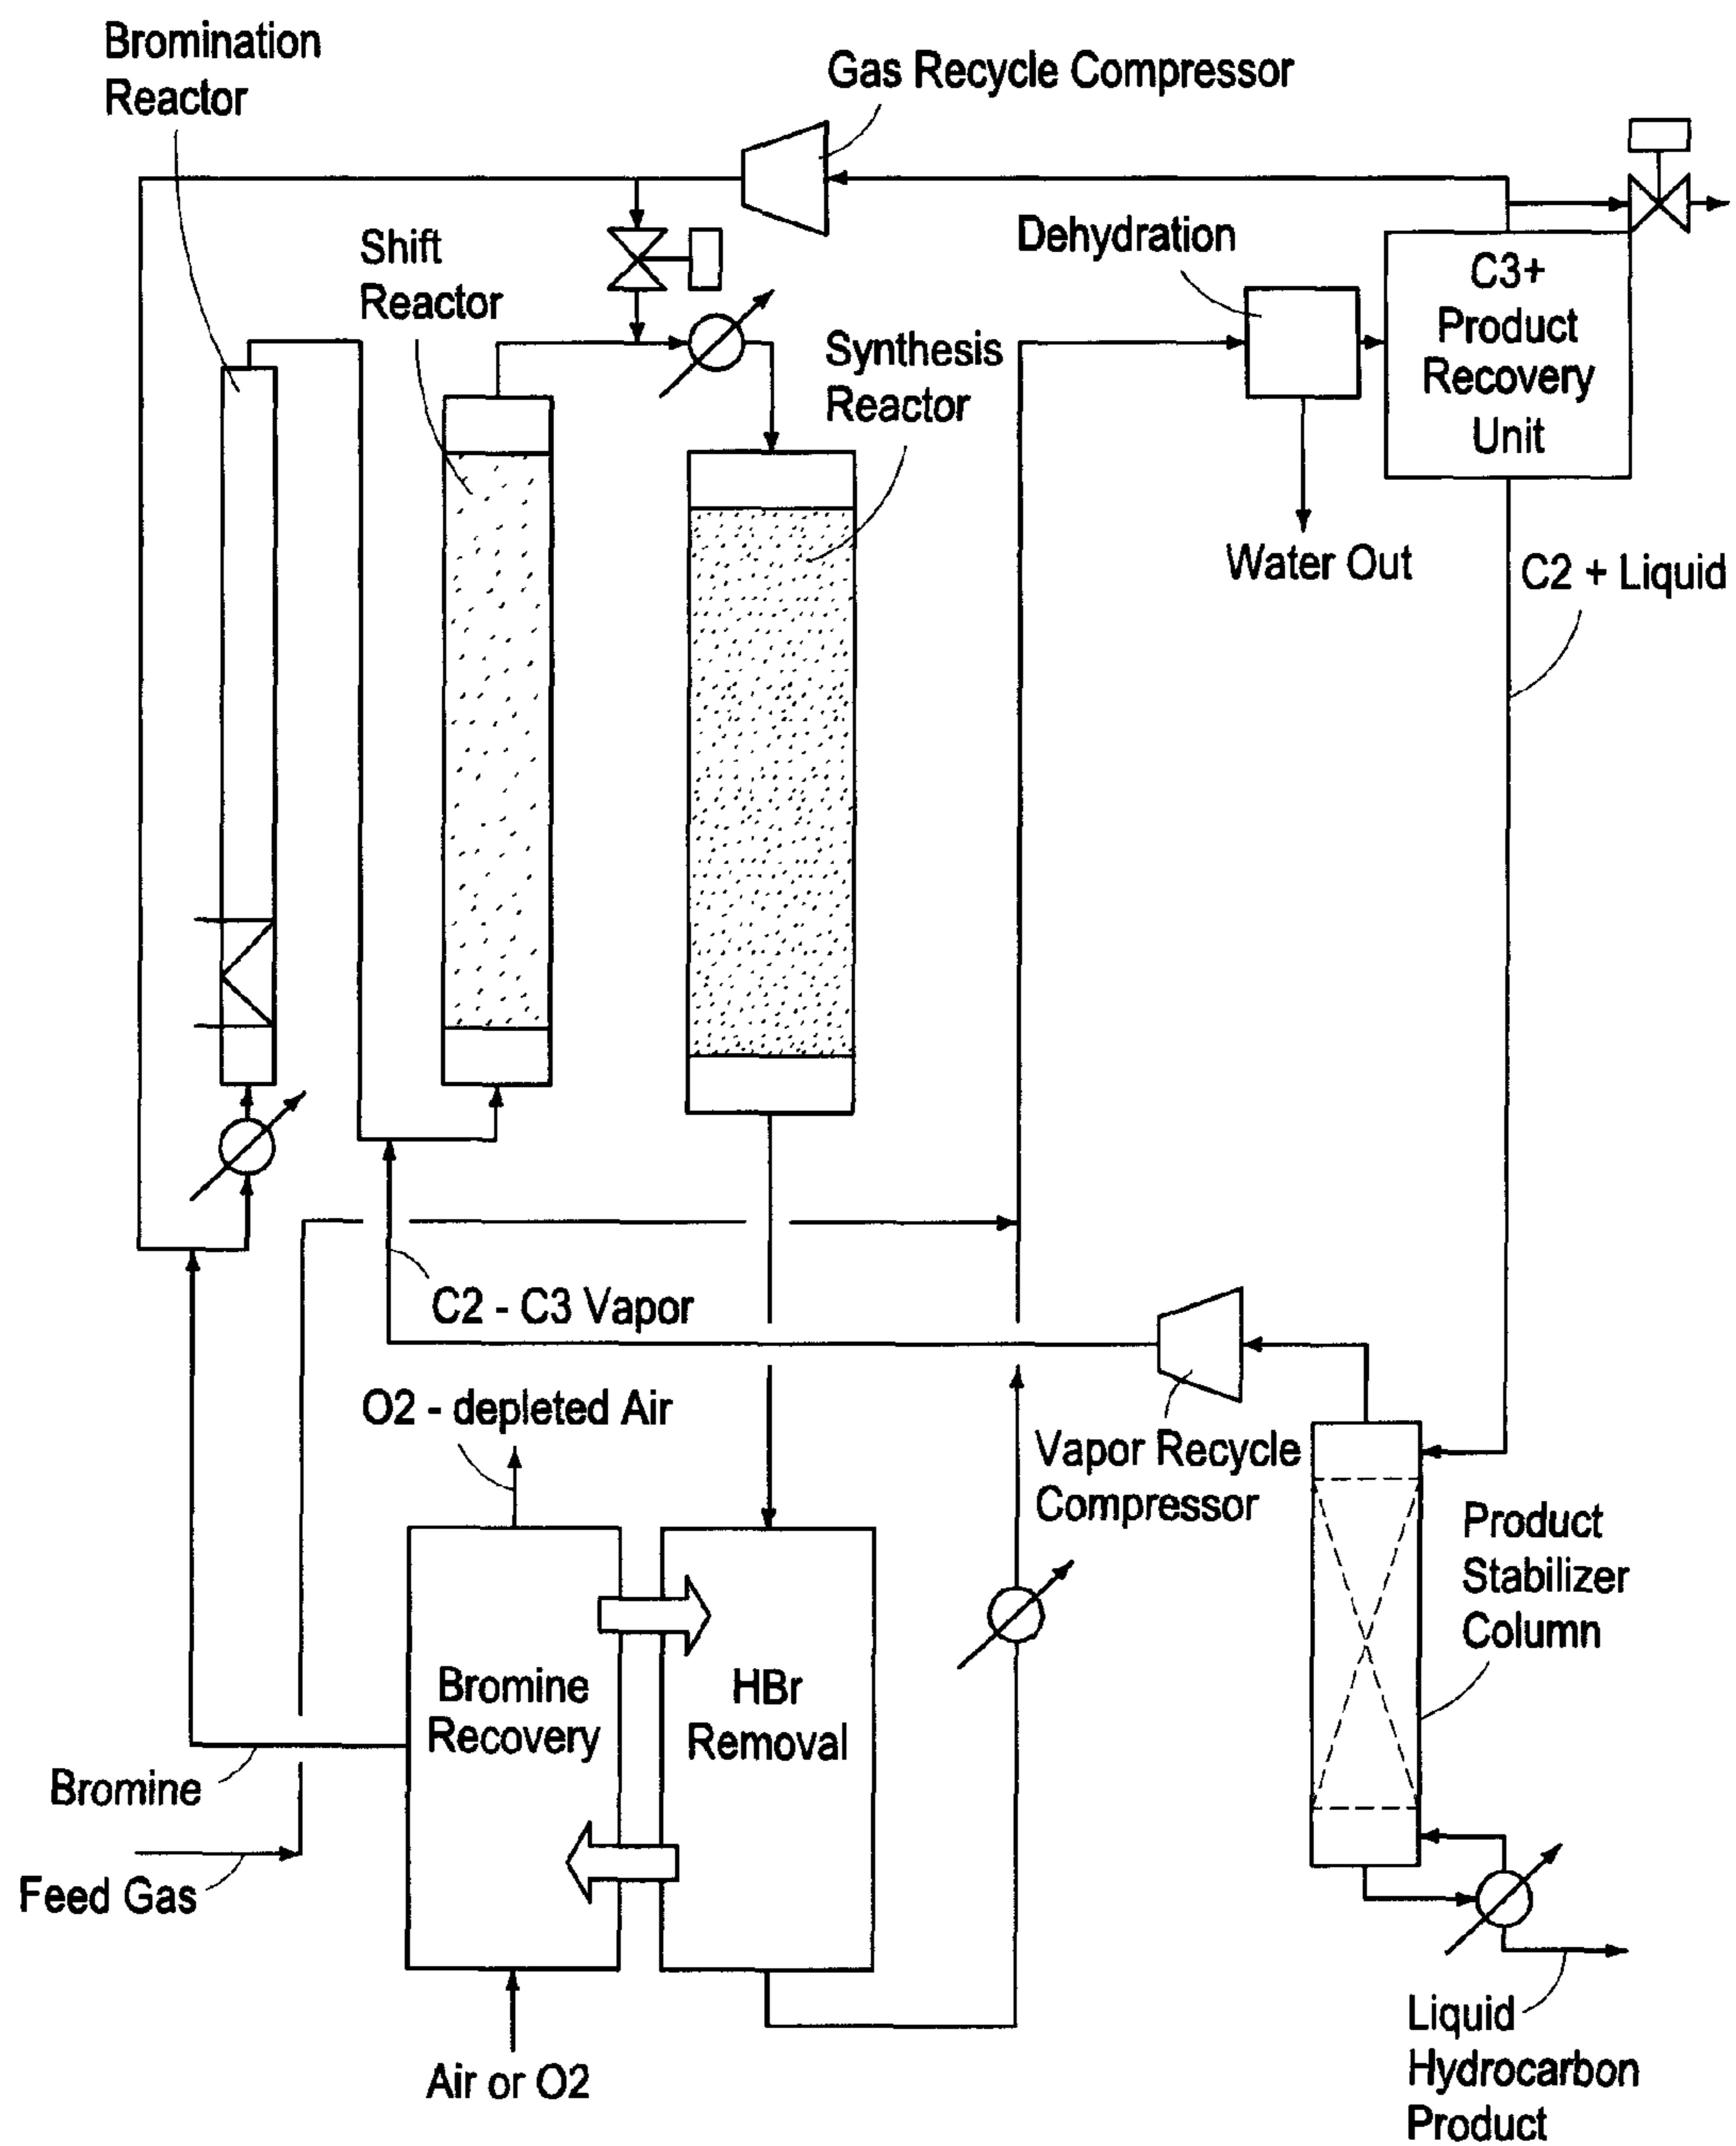 Bromination
Reactor
Gas Recycle Compressor
Shift
Reactor
Dehydration
C3+
Product
Recovery
Unit
Synthesis
Reactor
Water Out
C2 + Liquid
C2 - C3 Vapor
O2 - depleted Air
Vapor Recycle
Compressor
Product
Stabilizer
Column
Bromine
Recovery
HBr
Removal
Bromine
Feed Gas
Air or O2
Liquid
Hydrocarbon
Product